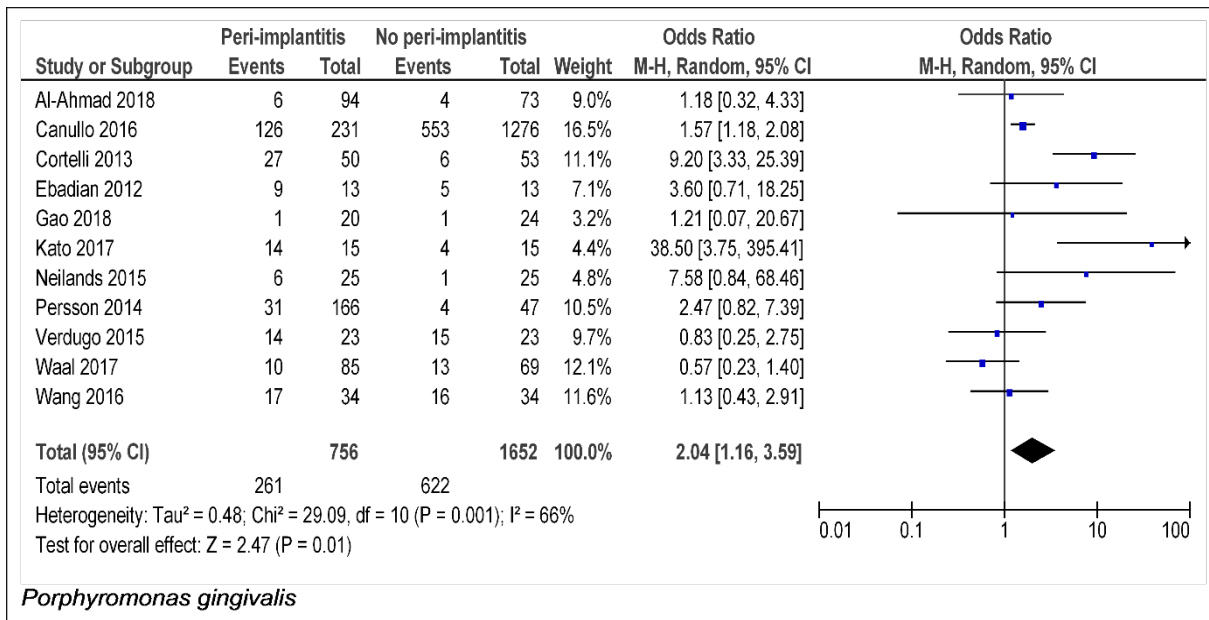 Peri-implantitis No peri-implantitis Odds Ratio Odds Ratio
Study or Subgroup Events Total Events Total Weight M-H, Random, 95% CI M-H, Random, 95% CI
Al-Ahmad 2018 6 94 4 73 9.0% 1.18 [0.32, 4.33]
Canullo 2016 126 231 553 1276 16.5% 1.57 [1.18, 2.08]
Cortelli 2013 27 50 6 53 11.1% 9.20 [3.33, 25.39]
Ebadian 2012 9 13 5 13 7.1% 3.60 [0.71, 18.25]
Gao 2018 1 20 1 24 3.2% 1.21 [0.07, 20.67]
Kato 2017 14 15 4 15 4.4% 38.50 [3.75, 395.41]
Neilands 2015 6 25 1 25 4.8% 7.58 [0.84, 68.46]
Persson 2014 31 166 4 47 10.5% 2.47 [0.82, 7.39]
Verdugo 2015 14 23 15 23 9.7% 0.83 [0.25, 2.75]
Waal 2017 10 85 13 69 12.1% 0.57 [0.23, 1.40]
Wang 2016 17 34 16 34 11.6% 1.13 [0.43, 2.91]
Total (95% CI) 756 1652 100.0% 2.04 [1.16, 3.59]
Total events 261 622
Heterogeneity: Tau² = 0.48; Chi² = 29.09, df = 10 (P = 0.001); I² = 66%
Test for overall effect: Z = 2.47 (P = 0.01)
0.01 0.1 1 10 100
Porphyromonas gingivalis